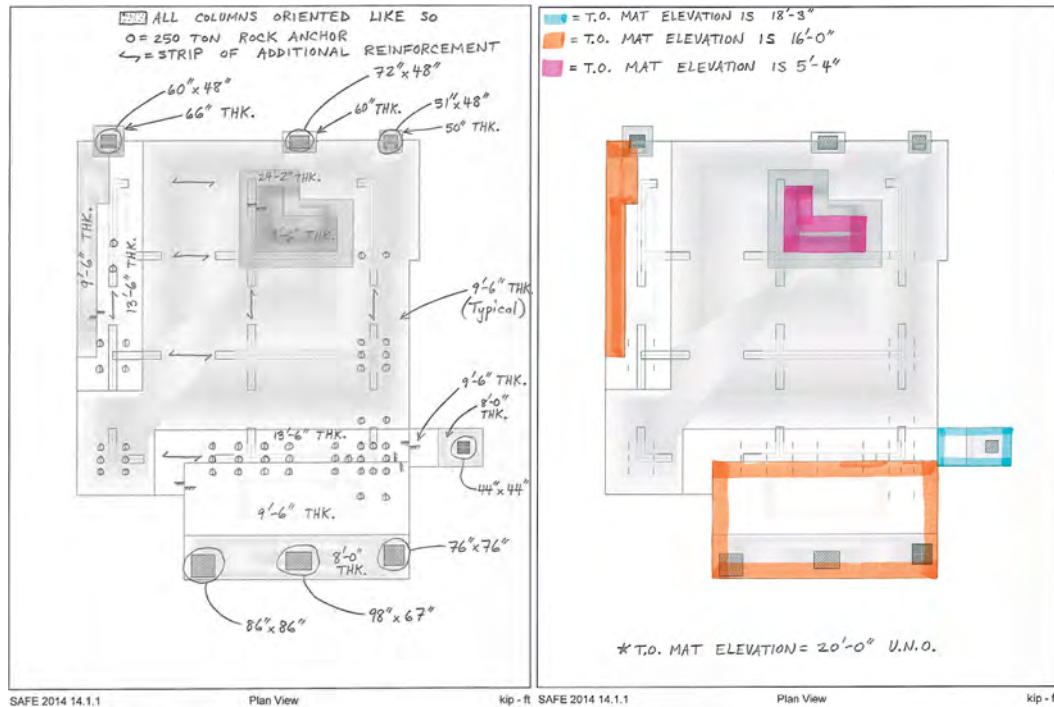 ALL COLUMNS ORIENTED LIKE SO
O = 250 TON ROCK ANCHOR
= STRIP OF ADDITIONAL REINFORCEMENT
60"x48"
66" THK.
72"x48"
60" THK.
51"x48"
50" THK.
24'-2" THK.
9'-6" THK.
13'-6" THK.
9'-6" THK.
(Typical)
9'-6" THK.
8'-0"
THK.
13'-6" THK.
44"x44"
9'-6" THK.
8'-0"
THK.
76"x76"
86"x86"
98"x67"
SAFE 2014 14.1.1
Plan View
kip - ft
= T.O. MAT ELEVATION IS 18'-3"
= T.O. MAT ELEVATION IS 16'-0"
= T.O. MAT ELEVATION IS 5'-4"
* T.O. MAT ELEVATION = 20'-0" U.N.O.
SAFE 2014 14.1.1
Plan View
kip - ft